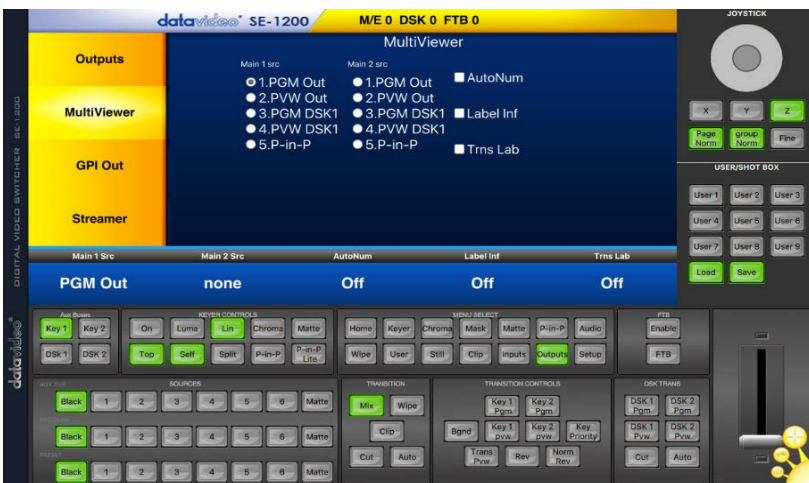 datavideo® SE-1200
M/E 0 DSK 0 FTB 0
JOYSTICK
Outputs
MultiViewer
GPI Out
Streamer
MultiViewer
Main 1 src
1.PGM Out
2.PVW Out
3.PGM DSK1
4.PVW DSK1
5.P-in-P
Main 2 src
1.PGM Out
2.PVW Out
3.PGM DSK1
4.PVW DSK1
5.P-in-P
AutoNum
Label Inf
Trns Lab
Main 1 Src Main 2 Src AutoNum Label Inf Trns Lab
PGM Out none Off Off Off
X Y Z
Page Norm group Norm Fine
USER/SHOT BOX
User 1 User 2 User 3
User 4 User 5 User 6
User 7 User 8 User 9
Load Save
DIGITAL VIDEO SWITCHER SE-1200
datavideo®
Aux Buses
Key 1 Key 2
DSK 1 DSK 2
KEYER CONTROLS
On Luma Lin Chroma Matte
Top Self Split P-in-P P-in-P Lite
MENU SELECT
Home Keyer Chroma Mask Matte P-in-P Audio
Wipe User Still Clip Inputs Outputs Setup
FTB
Enable
FTB
AUX BUS
SOURCES
Black 1 2 3 4 5 6 Matte
PROGRAM
Black 1 2 3 4 5 6 Matte
PRESET
Black 1 2 3 4 5 6 Matte
TRANSITION
Mix Wipe
Clip
Cut Auto
TRANSITION CONTROLS
Key 1 Pgm Key 2 Pgm
Bgnd Key 1 pvw Key 2 pvw Key Priority
Trans Pvw Rev Norm Rev
DSK TRANS
DSK 1 Pgm DSK 2 Pgm
DSK 1 Pvw DSK 2 Pvw
Cut Auto